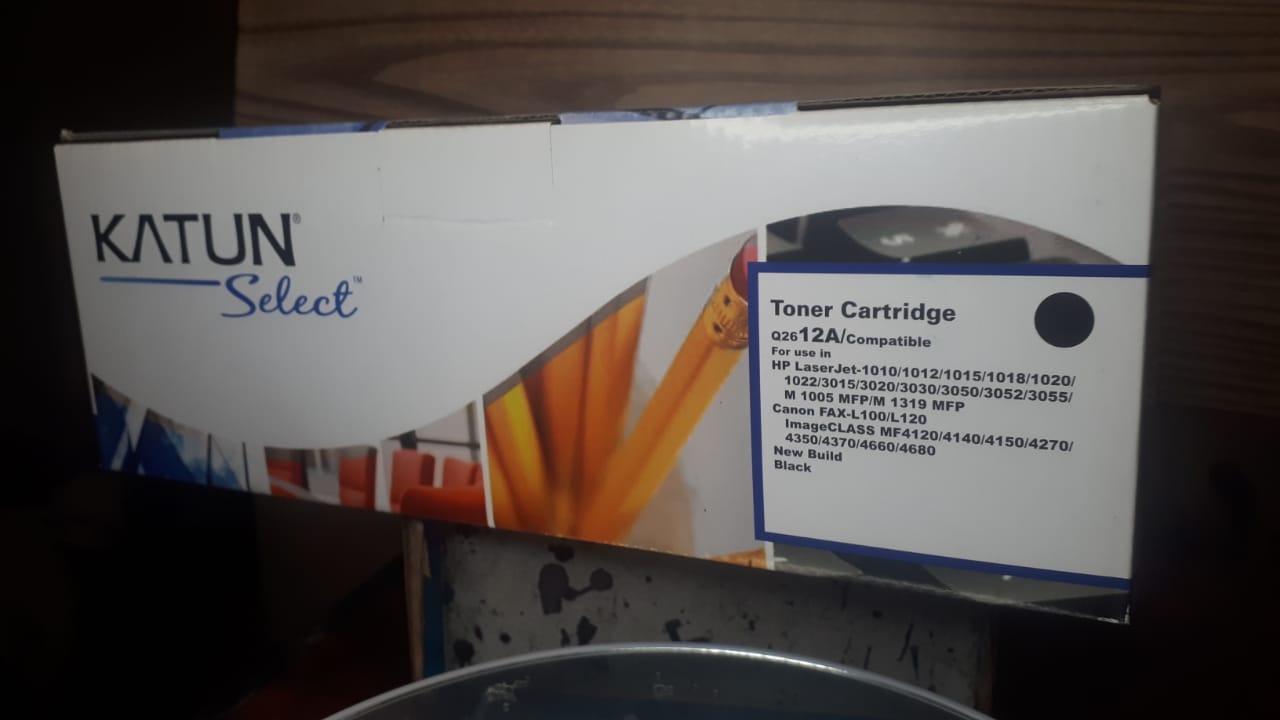 KATUN®
Select™
Toner Cartridge
Q2612A/Compatible
For use in
HP LaserJet-1010/1012/1015/1018/1020/
1022/3015/3020/3030/3050/3052/3055/
M 1005 MFP/M 1319 MFP
Canon FAX-L100/L120
ImageCLASS MF4120/4140/4150/4270/
4350/4370/4660/4680
New Build
Black